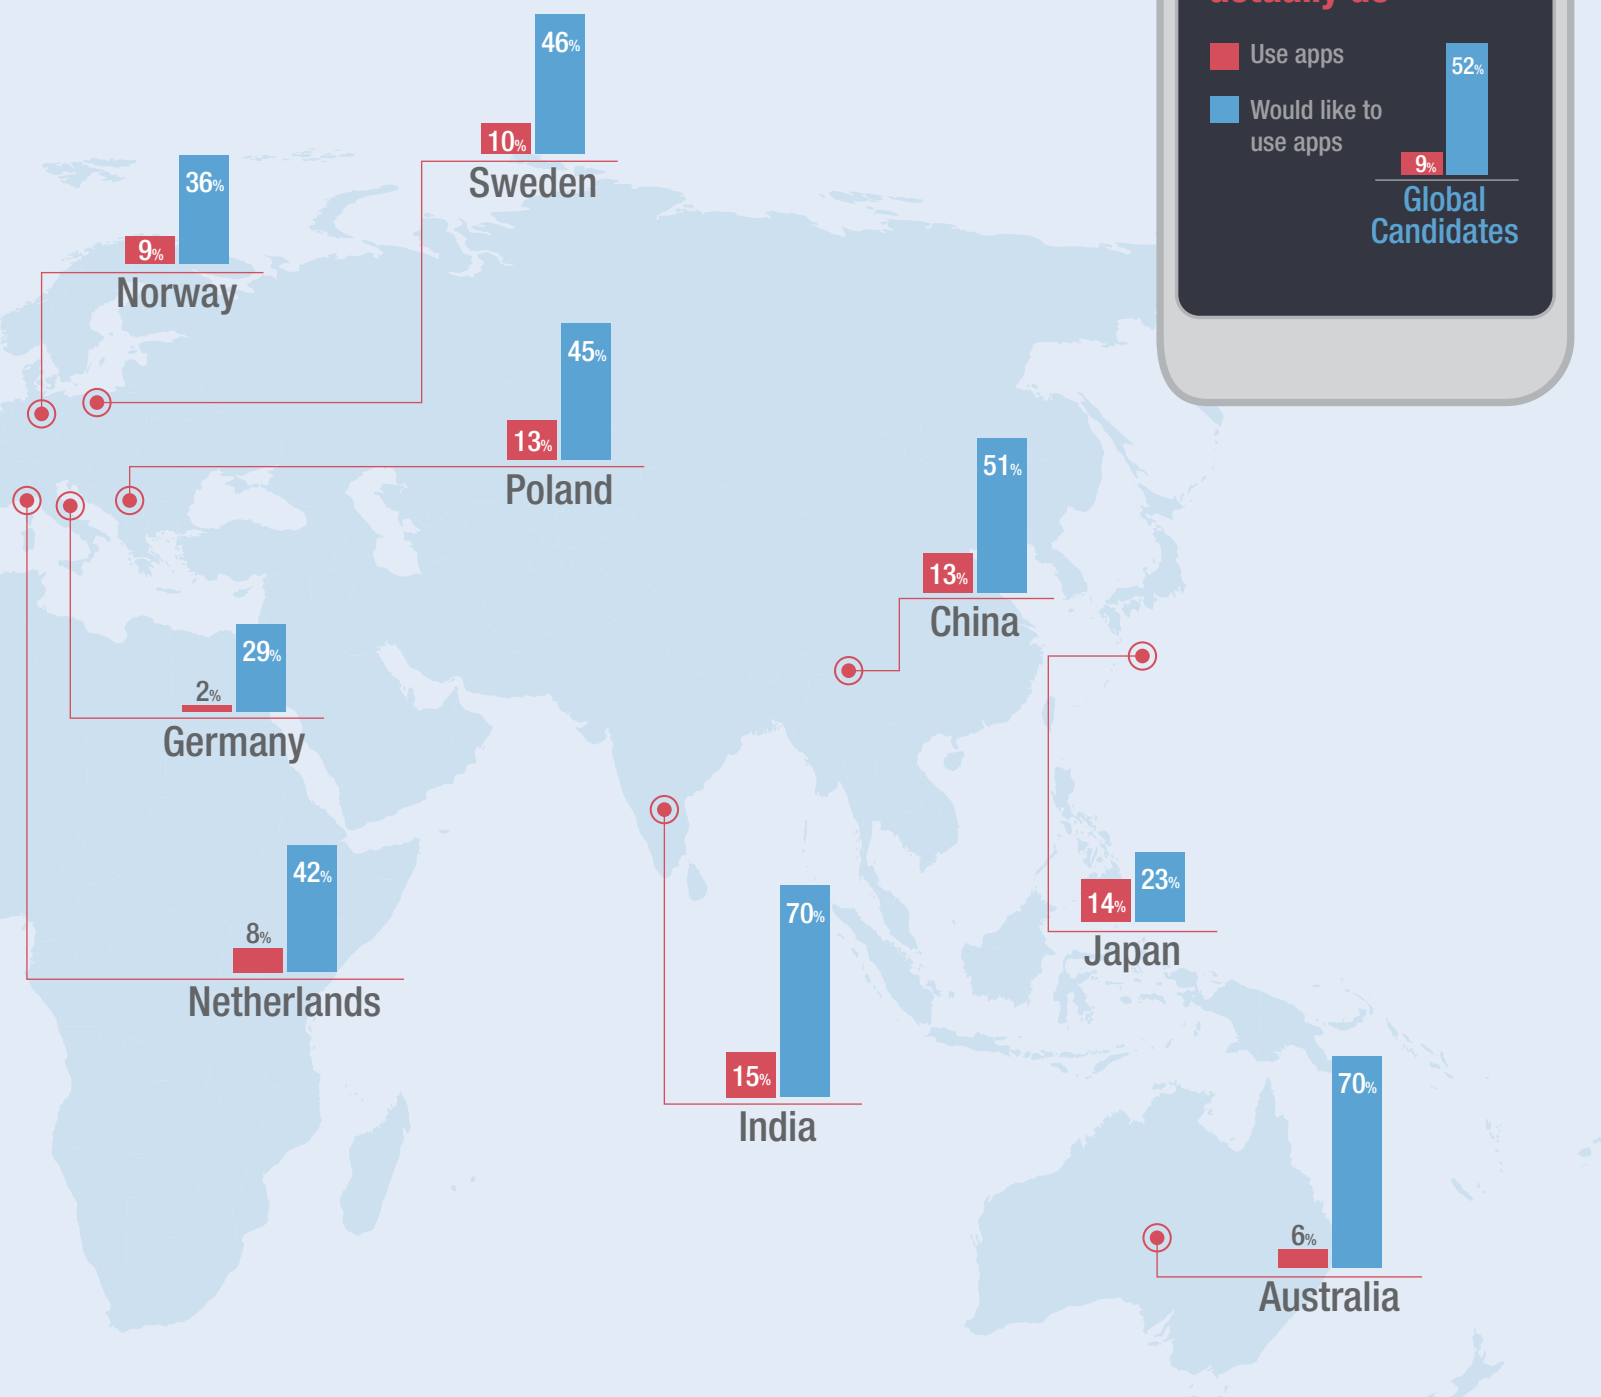 Use apps
Would like to
use apps
52%
9%
Global
Candidates
46%
10%
Sweden
36%
9%
Norway
45%
13%
Poland
51%
13%
China
29%
2%
Germany
42%
8%
Netherlands
70%
15%
India
23%
14%
Japan
70%
6%
Australia